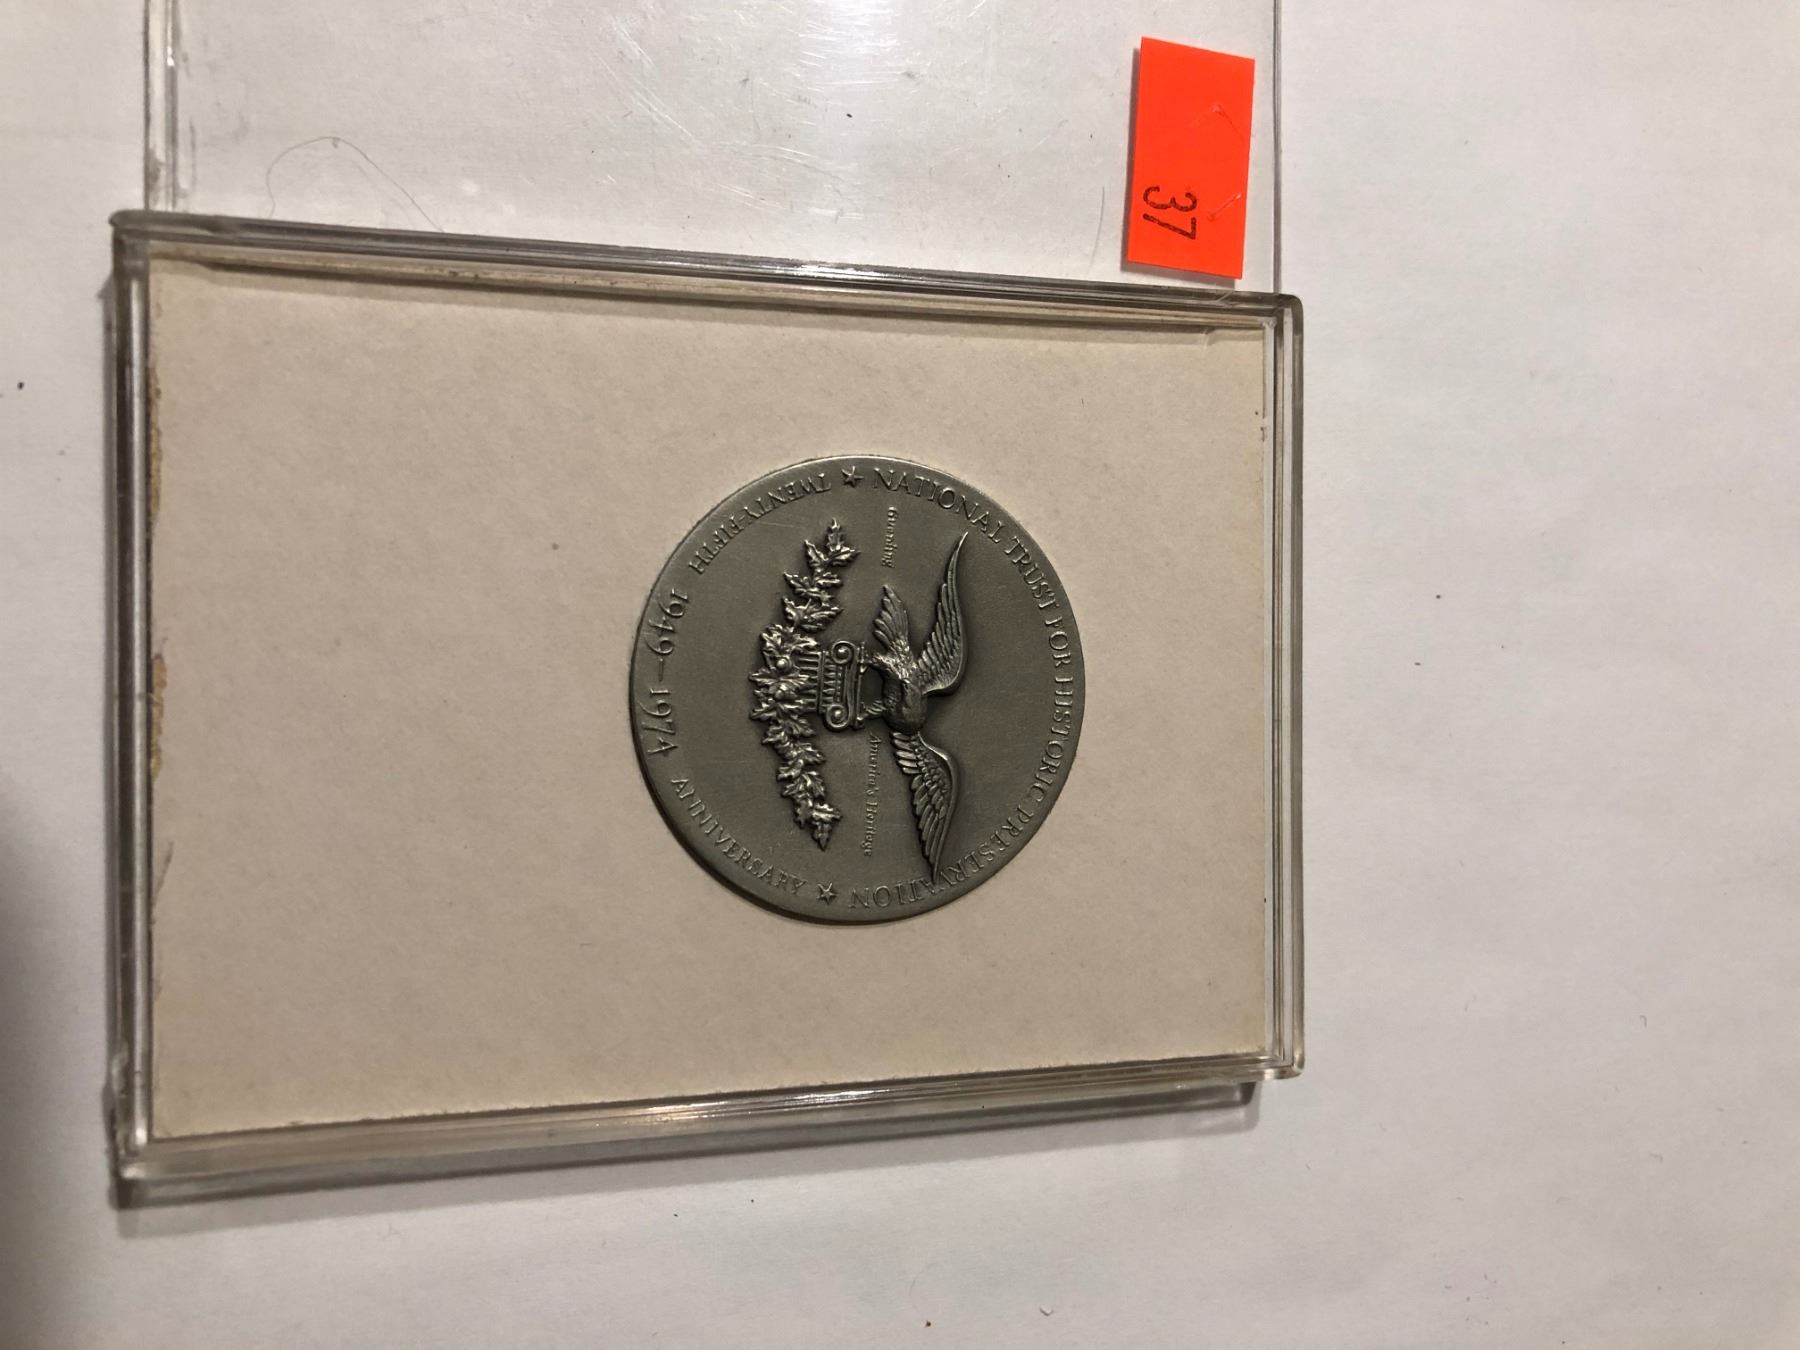 37
★ NATIONAL TRUST FOR HISTORIC PRESERVATION ★
Guarding America's Heritage
TWENTY-FIFTH 1949-1974 ANNIVERSARY